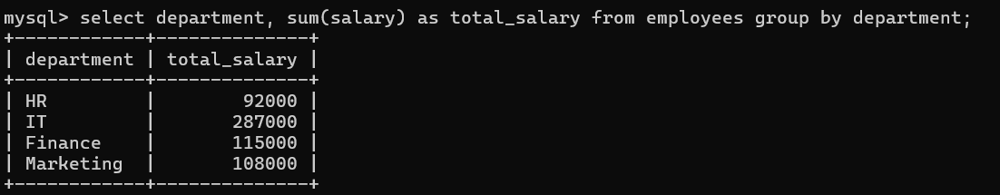 mysql> select department, sum(salary) as total_salary from employees group by department;
+------------+--------------+
| department | total_salary |
+------------+--------------+
| HR         |        92000 |
| IT         |       287000 |
| Finance    |       115000 |
| Marketing  |       108000 |
+------------+--------------+